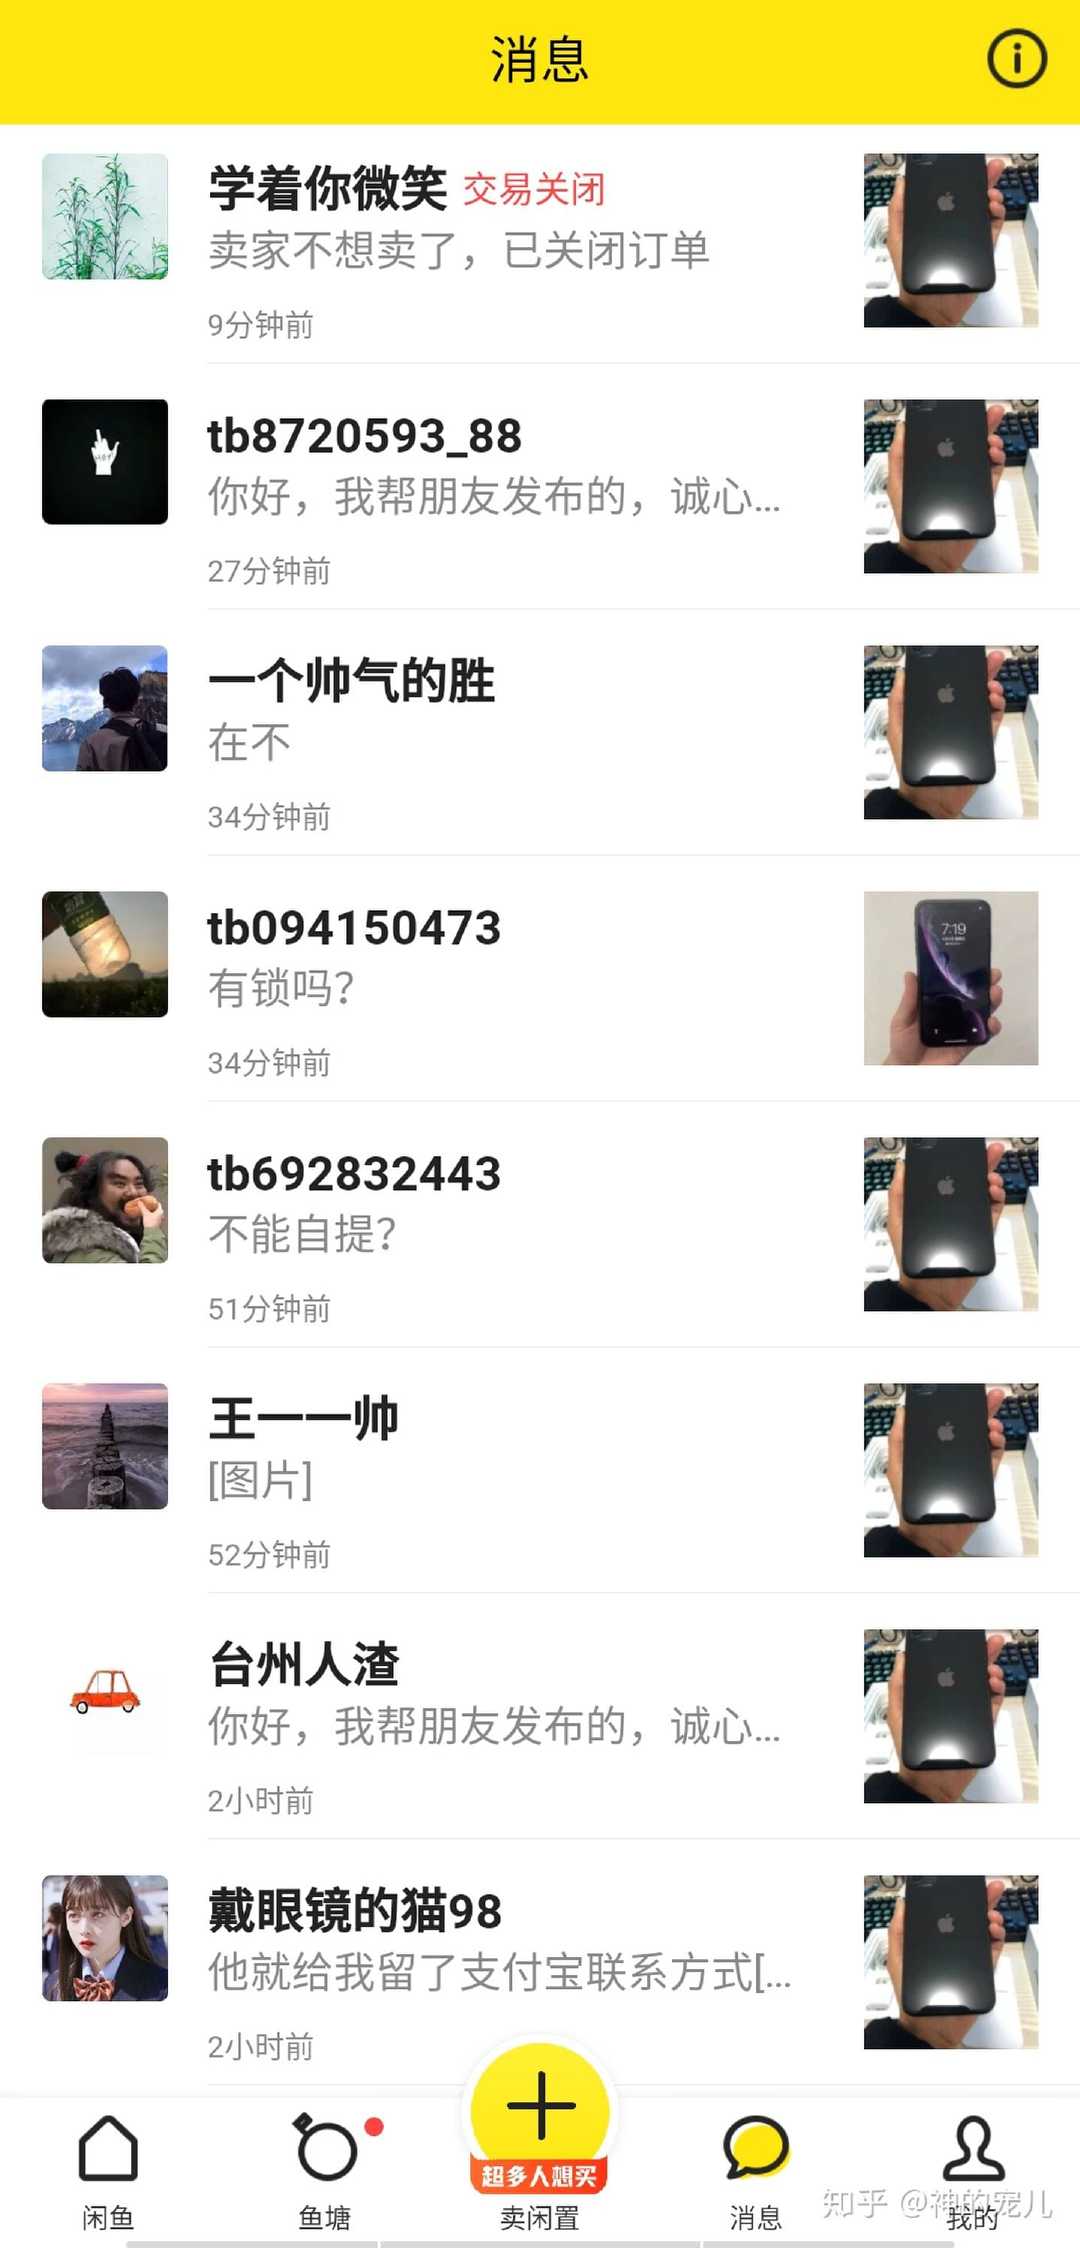 消息
学着你微笑 交易关闭
卖家不想卖了，已关闭订单
9分钟前
tb8720593_88
你好，我帮朋友发布的，诚心...
27分钟前
一个帅气的胜
在不
34分钟前
tb094150473
7:19
有锁吗？
34分钟前
tb692832443
不能自提？
51分钟前
王一一帅
[图片]
52分钟前
台州人渣
你好，我帮朋友发布的，诚心...
2小时前
戴眼镜的猫98
他就给我留了支付宝联系方式[...
2小时前
超多人想买
闲鱼
鱼塘
卖闲置
消息
我的
知乎 @神的宠儿